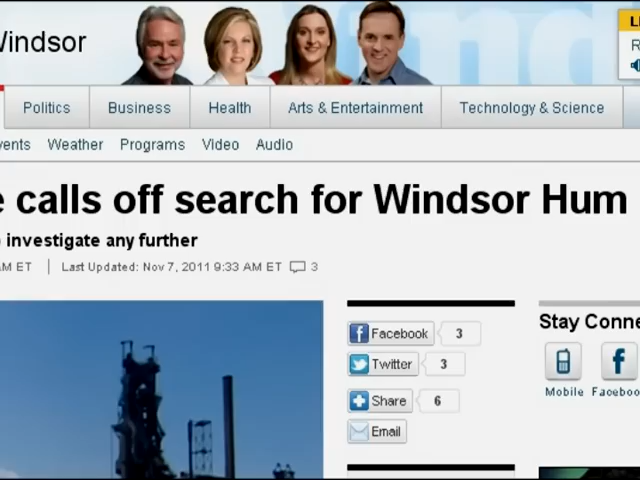 Windsor
Politics
Business
Health
Arts & Entertainment
Technology & Science
Weather
Programs
Video
Audio
calls off search for Windsor Hum
investigate any further
AM ET
Last Updated: Nov 7, 2011 9:33 AM ET
3
Facebook 3
Twitter 3
Share 6
Email
Stay Conne
Mobile
Faceboo